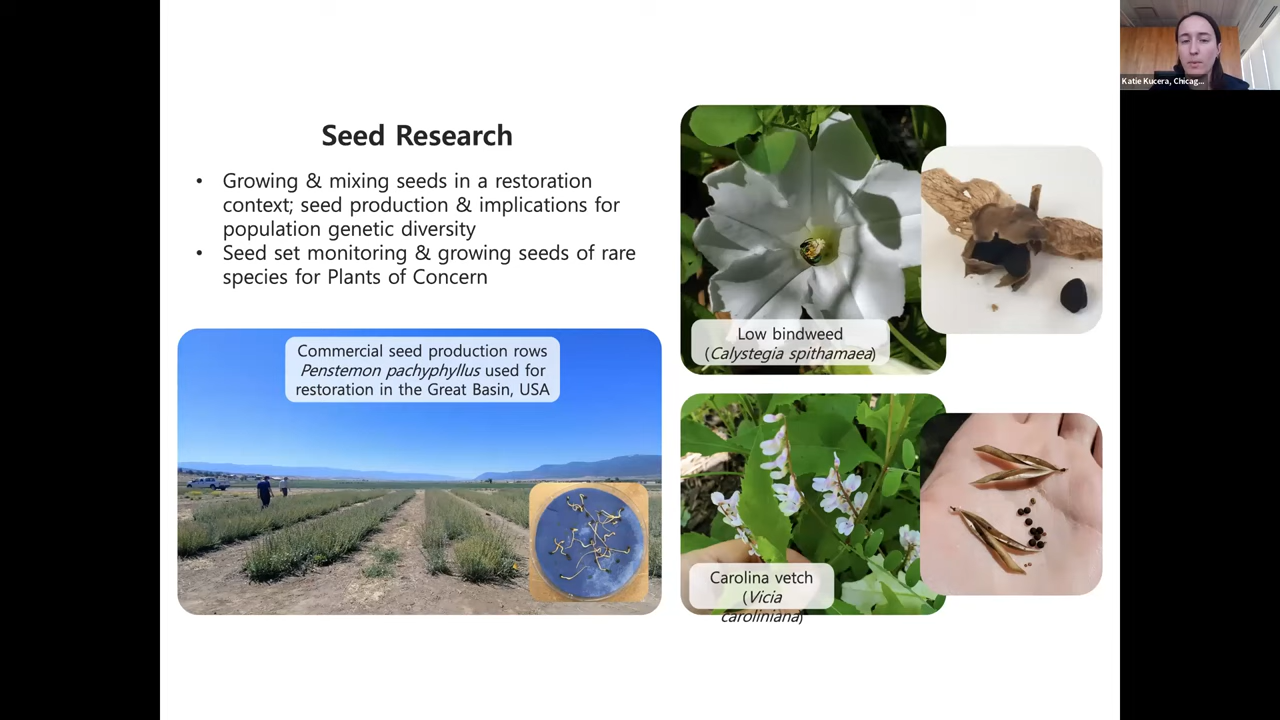 Seed Research
• Growing & mixing seeds in a restoration
context; seed production & implications for
population genetic diversity
• Seed set monitoring & growing seeds of rare
species for Plants of Concern
Commercial seed production rows
Penstemon pachyphyllus used for
restoration in the Great Basin, USA
Low bindweed
(Calystegia spithamaea)
Carolina vetch
(Vicia
caroliniana)
Katie Kucera, Chicag...